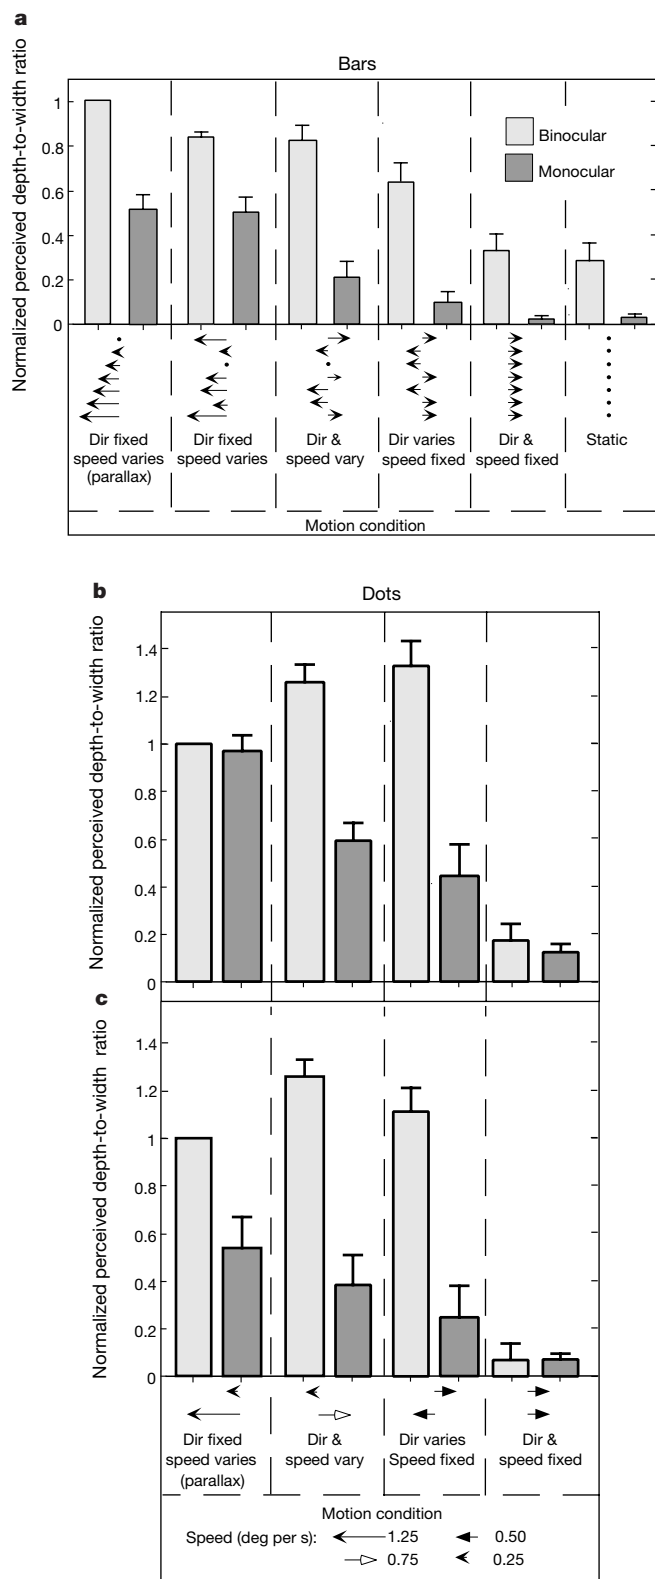 a
Bars
Normalized perceived depth-to-width ratio
1
0.8
0.6
0.4
0.2
0
Binocular
Monocular
Dir fixed
speed varies
(parallax)
Dir fixed
speed varies
Dir &
speed vary
Dir varies
speed fixed
Dir &
speed fixed
Static
Motion condition
b
Dots
Normalized perceived depth-to-width ratio
1.4
1.2
1
0.8
0.6
0.4
0.2
0
c
Normalized perceived depth-to-width ratio
1.4
1.2
1
0.8
0.6
0.4
0.2
0
Dir fixed
speed varies
(parallax)
Dir &
speed vary
Dir varies
Speed fixed
Dir &
speed fixed
Motion condition
Speed (deg per s): 1.25 0.50
0.75 0.25